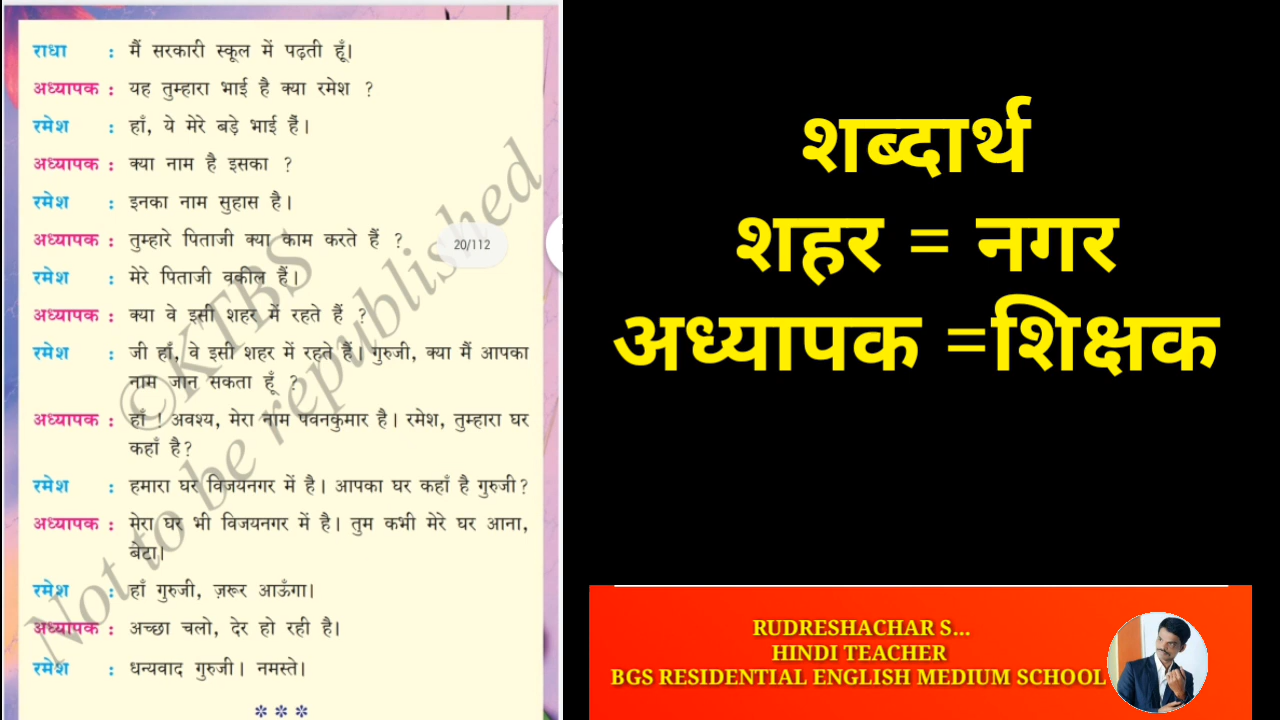 राधा : मैं सरकारी स्कूल में पढ़ती हूँ।
अध्यापक : यह तुम्हारा भाई है क्या रमेश ?
रमेश : हाँ, ये मेरे बड़े भाई हैं।
अध्यापक : क्या नाम है इसका ?
रमेश : इनका नाम सुहास है।
अध्यापक : तुम्हारे पिताजी क्या काम करते हैं ?
20/112
रमेश : मेरे पिताजी वकील हैं।
अध्यापक : क्या वे इसी शहर में रहते हैं ?
रमेश : जी हाँ, वे इसी शहर में रहते हैं। गुरुजी, क्या मैं आपका
नाम जान सकता हूँ ?
अध्यापक : हाँ ! अवश्य, मेरा नाम पवनकुमार है। रमेश, तुम्हारा घर
कहाँ है?
रमेश : हमारा घर विजयनगर में है। आपका घर कहाँ है गुरुजी?
अध्यापक : मेरा घर भी विजयनगर में है। तुम कभी मेरे घर आना,
बेटा।
रमेश : हाँ गुरुजी, ज़रूर आऊँगा।
अध्यापक : अच्छा चलो, देर हो रही है।
रमेश : धन्यवाद गुरुजी। नमस्ते।
***
©KTBS
Not to be republished
शब्दार्थ
शहर = नगर
अध्यापक =शिक्षक
RUDRESHACHAR S...
HINDI TEACHER
BGS RESIDENTIAL ENGLISH MEDIUM SCHOOL